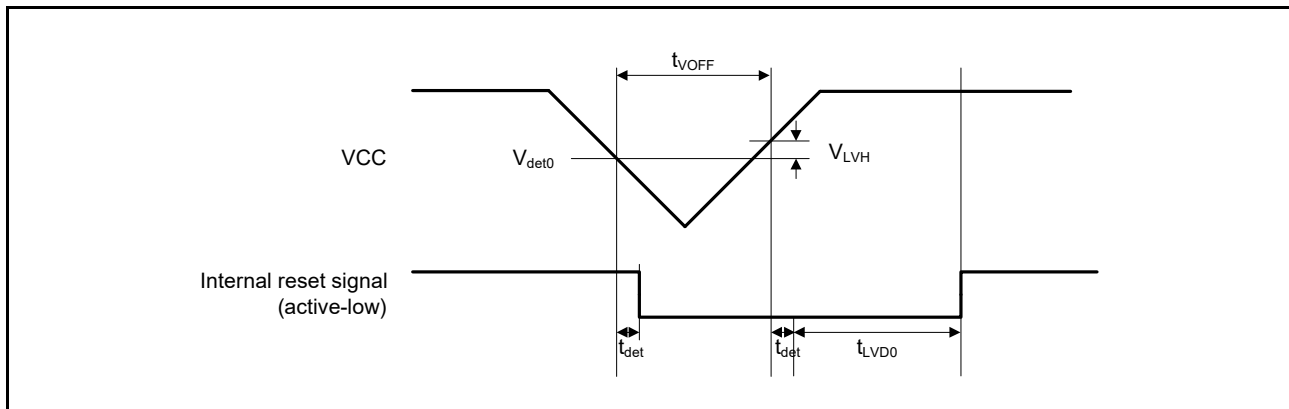 tVOFF
VCC
Vdet0
VLVH
Internal reset signal
(active-low)
tdet
tdet
tLVD0